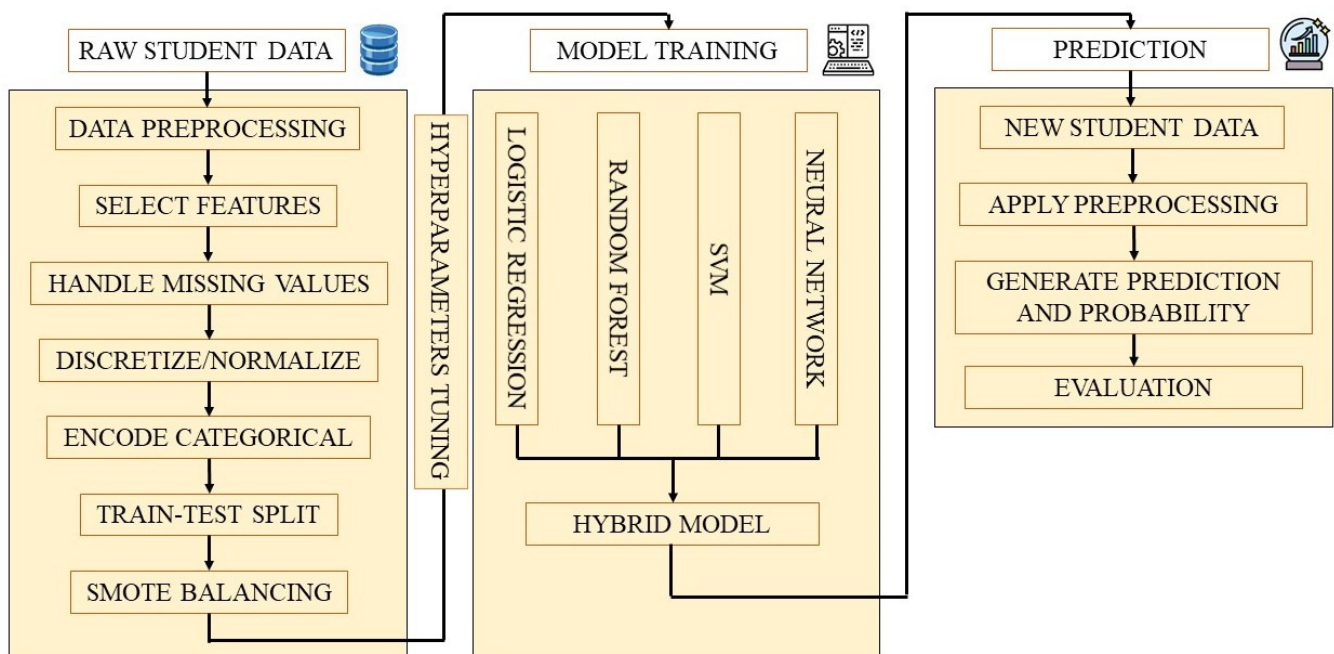 RAW STUDENT DATA
DATA PREPROCESSING
SELECT FEATURES
HANDLE MISSING VALUES
DISCRETIZE/NORMALIZE
ENCODE CATEGORICAL
TRAIN-TEST SPLIT
SMOTE BALANCING
HYPERPARAMETERS TUNING
MODEL TRAINING
LOGISTIC REGRESSION
RANDOM FOREST
SVM
NEURAL NETWORK
HYBRID MODEL
PREDICTION
NEW STUDENT DATA
APPLY PREPROCESSING
GENERATE PREDICTION
AND PROBABILITY
EVALUATION